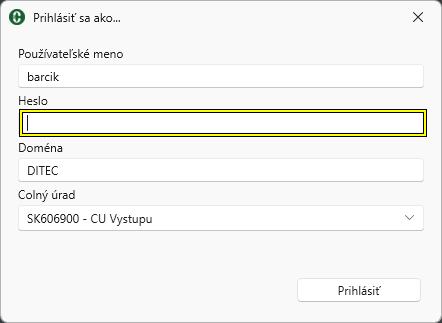 Prihlásiť sa ako...
Používateľské meno
barcik
Heslo
Doména
DITEC
Colný úrad
SK606900 - CU Vystupu
Prihlásiť